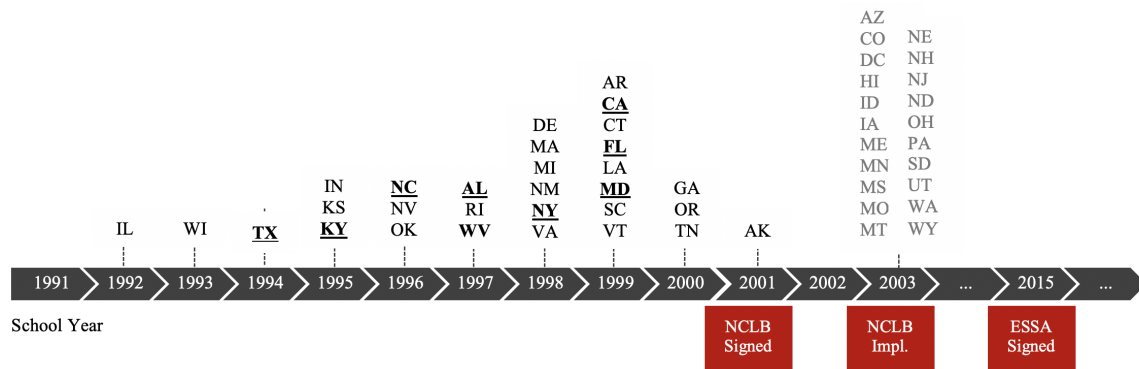 AZ
CO
DC
HI
ID
IA
ME
MN
MS
MO
MT
NE
NH
NJ
ND
OH
PA
SD
UT
WA
WY
AR
CA
CT
FL
LA
MD
SC
VT
DE
MA
MI
NM
NY
VA
IN
KS
KY
NC
NV
OK
AL
RI
WV
GA
OR
TN
IL
WI
TX
AK
1991 1992 1993 1994 1995 1996 1997 1998 1999 2000 2001 2002 2003 ... 2015 ...
School Year
NCLB
Signed
NCLB
Impl.
ESSA
Signed